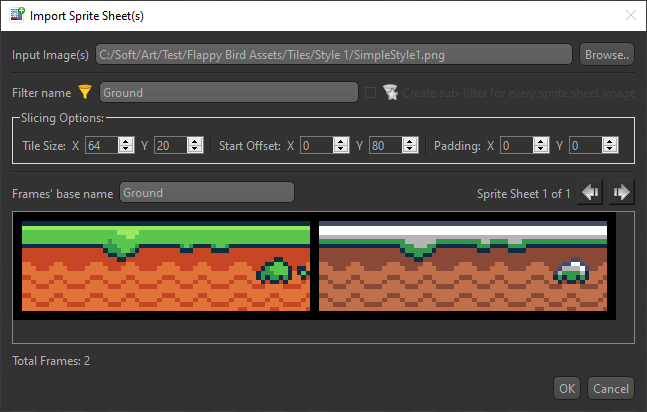 Import Sprite Sheet(s)
Input Image(s) C:/Soft/Art/Test/Flappy Bird Assets/Tiles/Style 1/SimpleStyle1.png Browse..
Filter name Ground Create sub-filter for every sprite sheet image
Slicing Options:
Tile Size: X 64 Y 20 Start Offset: X 0 Y 80 Padding: X 0 Y 0
Frames' base name Ground Sprite Sheet 1 of 1
Total Frames: 2
OK Cancel